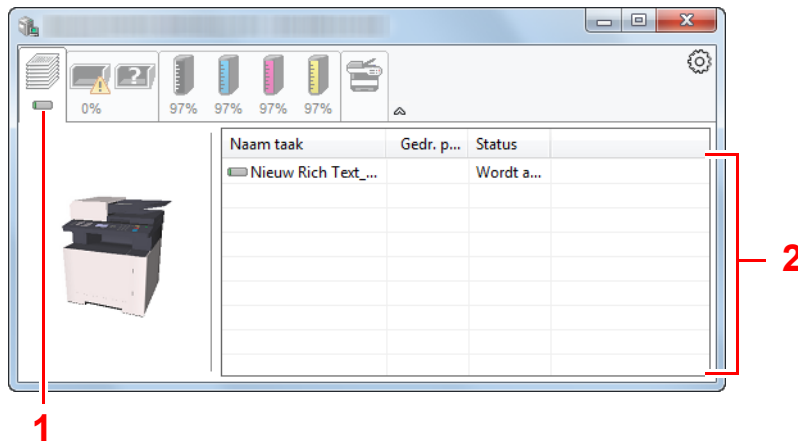 ?
0% 97% 97% 97% 97%
Naam taak Gedr. p... Status
Nieuw Rich Text_... Wordt a...
2
1